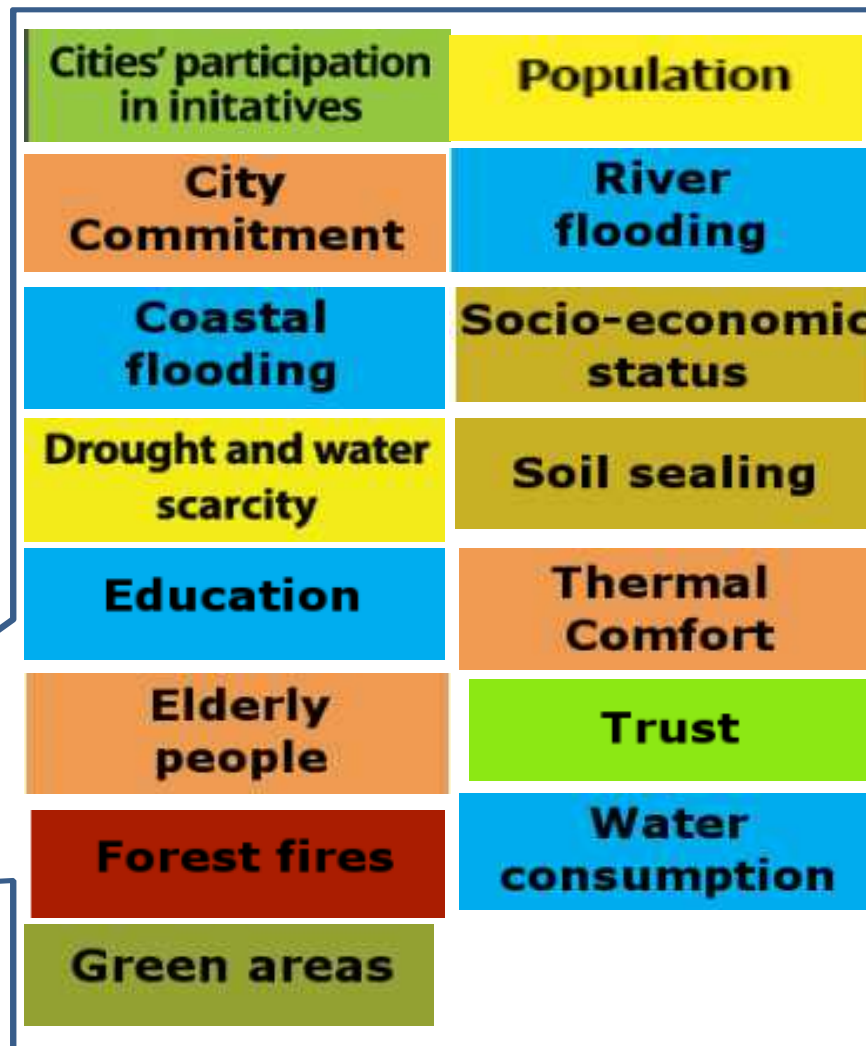 Cities' participation
in initatives
Population
City
Commitment
River
flooding
Coastal
flooding
Socio-economic
status
Drought and water
scarcity
Soil sealing
Education
Thermal
Comfort
Elderly
people
Trust
Forest fires
Water
consumption
Green areas